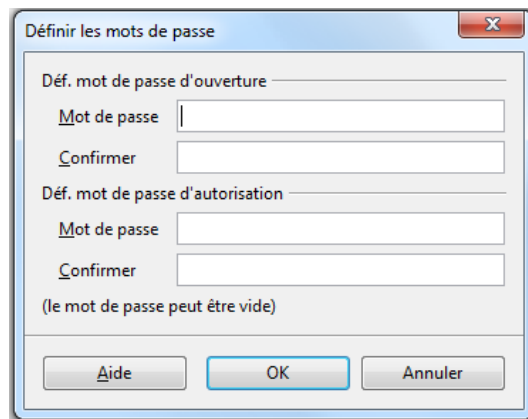 Définir les mots de passe
Déf. mot de passe d'ouverture
Mot de passe
Confirmer
Déf. mot de passe d'autorisation
Mot de passe
Confirmer
(le mot de passe peut être vide)
Aide OK Annuler